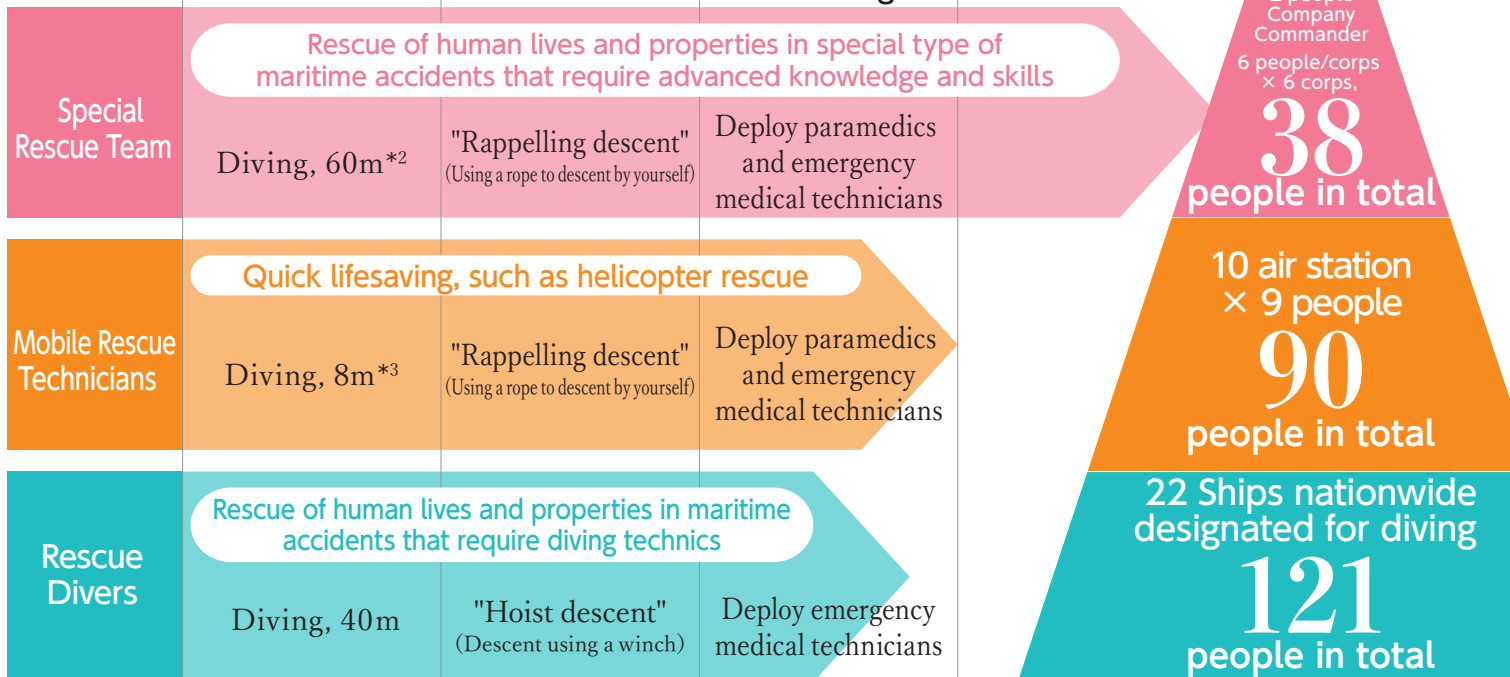 Company
Commander
6 people/corps
× 6 corps,
38
people in total
Special
Rescue Team
Rescue of human lives and properties in special type of
maritime accidents that require advanced knowledge and skills
Diving, 60m*2
"Rappelling descent"
(Using a rope to descent by yourself)
Deploy paramedics
and emergency
medical technicians
Mobile Rescue
Technicians
Quick lifesaving, such as helicopter rescue
Diving, 8m*3
"Rappelling descent"
(Using a rope to descent by yourself)
Deploy paramedics
and emergency
medical technicians
10 air station
× 9 people
90
people in total
Rescue
Divers
Rescue of human lives and properties in maritime
accidents that require diving technics
Diving, 40m
"Hoist descent"
(Descent using a winch)
Deploy emergency
medical technicians
22 Ships nationwide
designated for diving
121
people in total